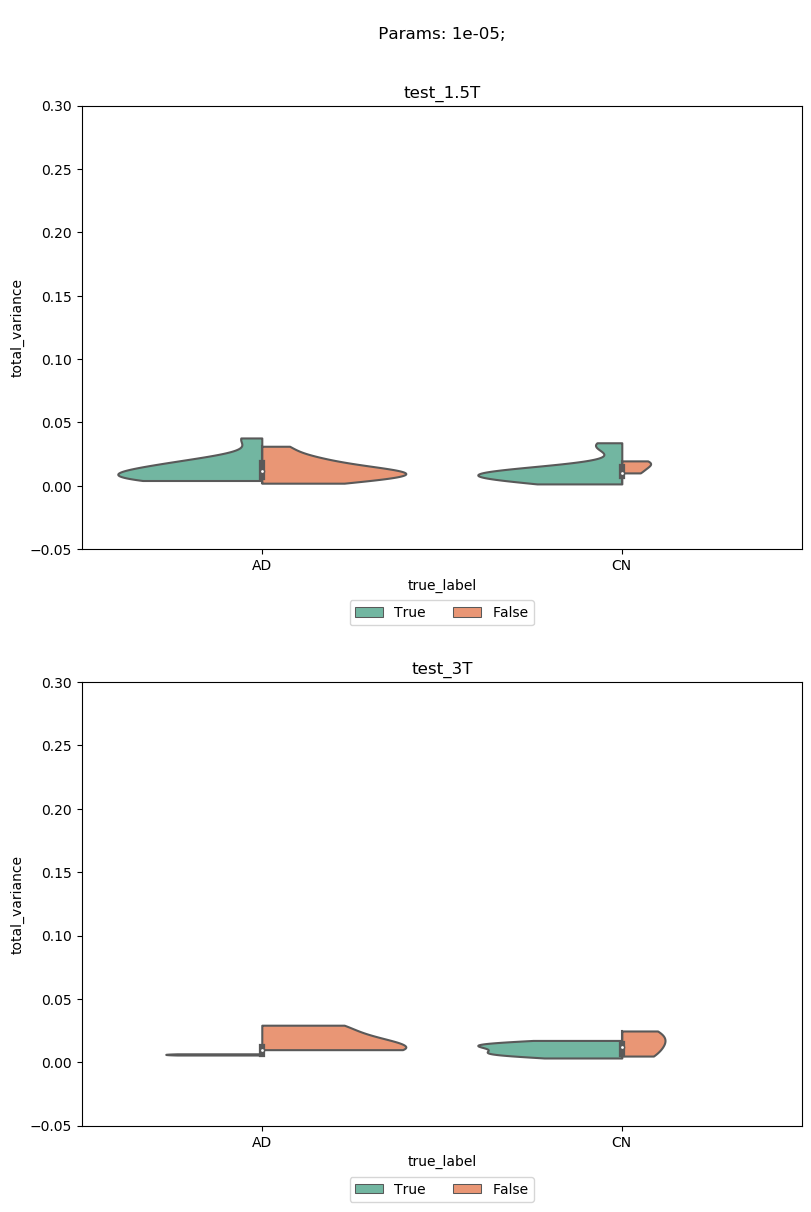 Params: 1e-05;
test_1.5T
0.30
0.25
0.20
0.15
0.10
0.05
0.00
−0.05
total_variance
AD CN
true_label
True False
test_3T
0.30
0.25
0.20
0.15
0.10
0.05
0.00
−0.05
total_variance
AD CN
true_label
True False